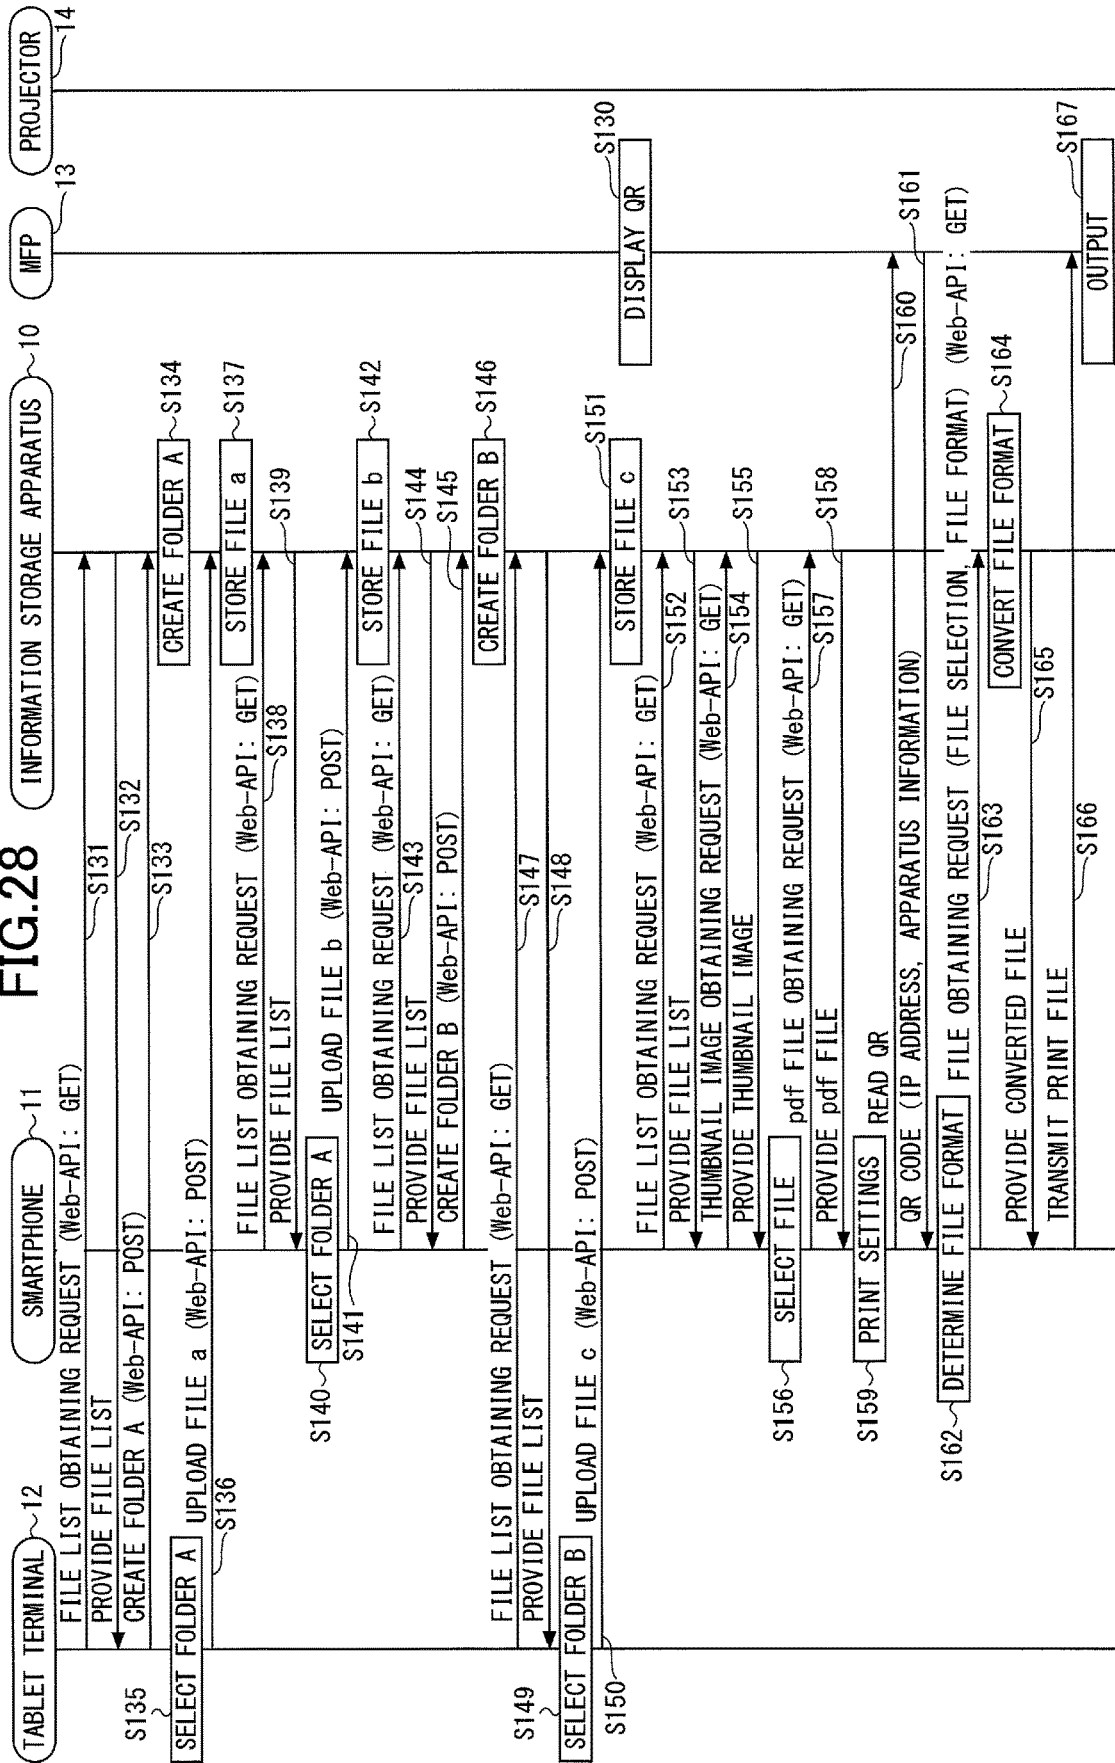 FIG.28
TABLET TERMINAL
12
SMARTPHONE
11
INFORMATION STORAGE APPARATUS
10
MFP
13
PROJECTOR
14
FILE LIST OBTAINING REQUEST (Web-API: GET)
S131
PROVIDE FILE LIST
S132
CREATE FOLDER A (Web-API: POST)
S133
CREATE FOLDER A
S134
S135
SELECT FOLDER A
UPLOAD FILE a (Web-API: POST)
S136
STORE FILE a
S137
FILE LIST OBTAINING REQUEST (Web-API: GET)
S138
PROVIDE FILE LIST
S139
S140
SELECT FOLDER A
UPLOAD FILE b (Web-API: POST)
S141
STORE FILE b
S142
FILE LIST OBTAINING REQUEST (Web-API: GET)
S143
PROVIDE FILE LIST
S144
CREATE FOLDER B (Web-API: POST)
S145
CREATE FOLDER B
S146
FILE LIST OBTAINING REQUEST (Web-API: GET)
S147
PROVIDE FILE LIST
S148
S149
SELECT FOLDER B
UPLOAD FILE c (Web-API: POST)
S150
STORE FILE c
S151
DISPLAY QR
S130
FILE LIST OBTAINING REQUEST (Web-API: GET)
S152
PROVIDE FILE LIST
S153
THUMBNAIL IMAGE OBTAINING REQUEST (Web-API: GET)
S154
PROVIDE THUMBNAIL IMAGE
S155
S156
SELECT FILE
pdf FILE OBTAINING REQUEST (Web-API: GET)
S157
PROVIDE pdf FILE
S158
S159
PRINT SETTINGS
READ QR
S160
QR CODE (IP ADDRESS, APPARATUS INFORMATION)
S161
S162
DETERMINE FILE FORMAT
FILE OBTAINING REQUEST (FILE SELECTION, FILE FORMAT) (Web-API: GET)
S163
CONVERT FILE FORMAT
S164
PROVIDE CONVERTED FILE
S165
TRANSMIT PRINT FILE
S166
OUTPUT
S167